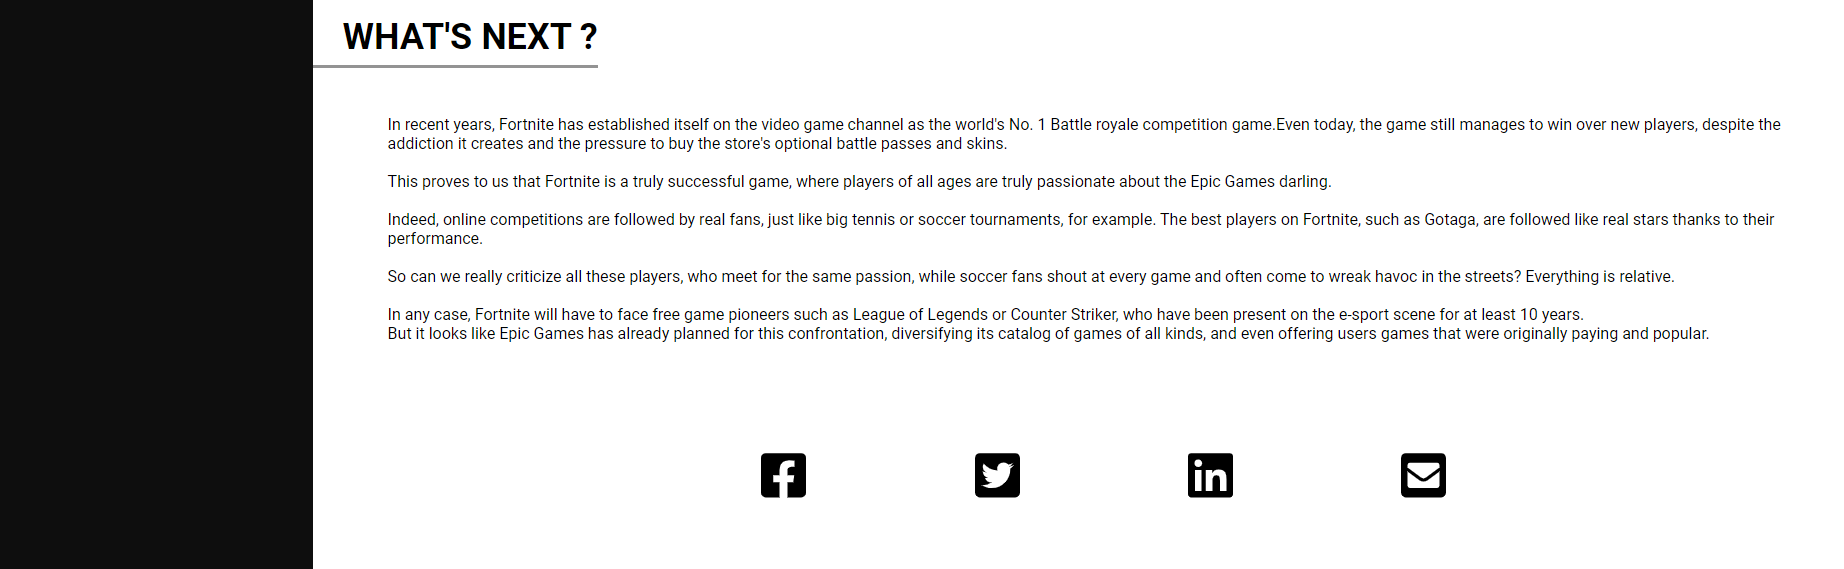 WHAT'S NEXT ?
In recent years, Fortnite has established itself on the video game channel as the world's No. 1 Battle royale competition game.Even today, the game still manages to win over new players, despite the
addiction it creates and the pressure to buy the store's optional battle passes and skins.
This proves to us that Fortnite is a truly successful game, where players of all ages are truly passionate about the Epic Games darling.
Indeed, online competitions are followed by real fans, just like big tennis or soccer tournaments, for example. The best players on Fortnite, such as Gotaga, are followed like real stars thanks to their
performance.
So can we really criticize all these players, who meet for the same passion, while soccer fans shout at every game and often come to wreak havoc in the streets? Everything is relative.
In any case, Fortnite will have to face free game pioneers such as League of Legends or Counter Striker, who have been present on the e-sport scene for at least 10 years.
But it looks like Epic Games has already planned for this confrontation, diversifying its catalog of games of all kinds, and even offering users games that were originally paying and popular.